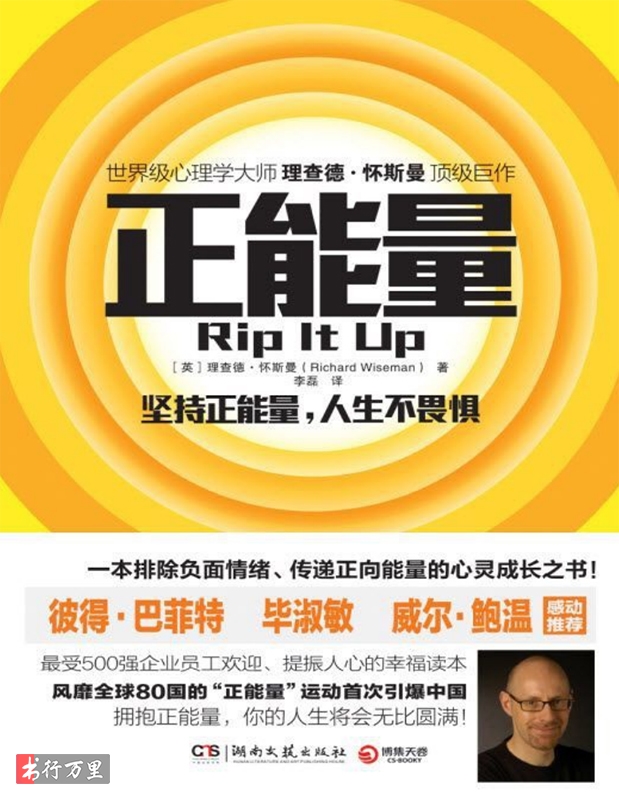 世界级心理学大师 理查德·怀斯曼 顶级巨作
正能量
Rip It Up
[英]理查德·怀斯曼(Richard Wiseman) 著
李磊 译
坚持正能量,人生不畏惧
一本排除负面情绪、传递正向能量的心灵成长之书!
彼得·巴菲特 毕淑敏 威尔·鲍温 感动推荐
最受500强企业员工欢迎、提振人心的幸福读本
风靡全球80国的“正能量”运动首次引爆中国
拥抱正能量,你的人生将会无比圆满!
湖南文艺出版社 博集天卷
HUNAN LITERATURE AND ART PUBLISHING HOUSE CS-BOOKY
书行万里